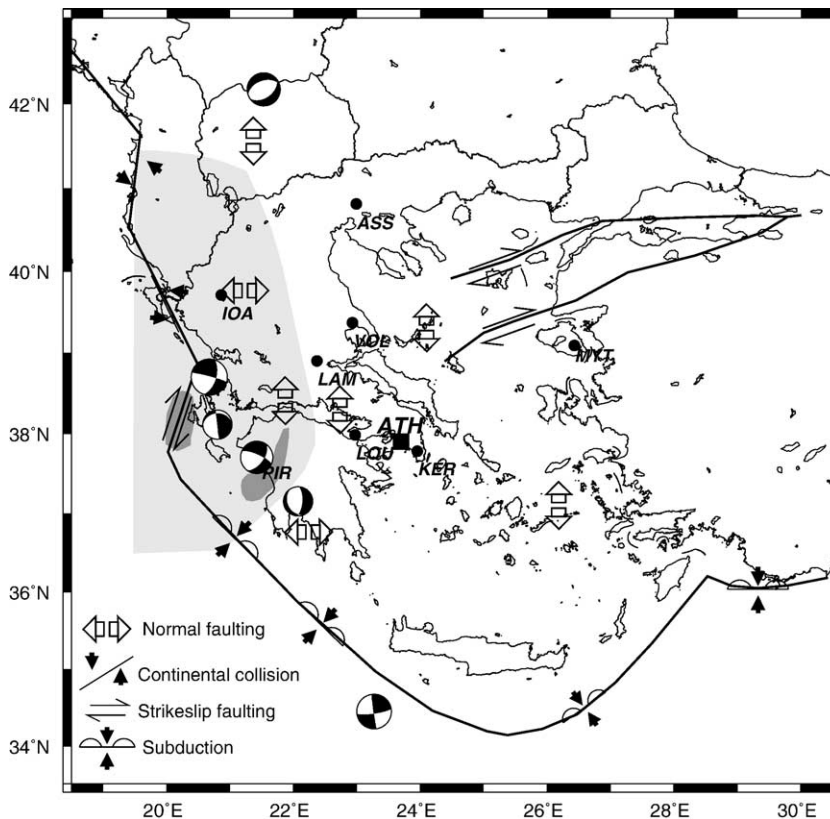 42°N
40°N
38°N
36°N
34°N
ASS
IOA
VOL
MYT
LAM
ATH
LOU
KER
PIR
Normal faulting
Continental collision
Strikeslip faulting
Subduction
20°E
22°E
24°E
26°E
28°E
30°E